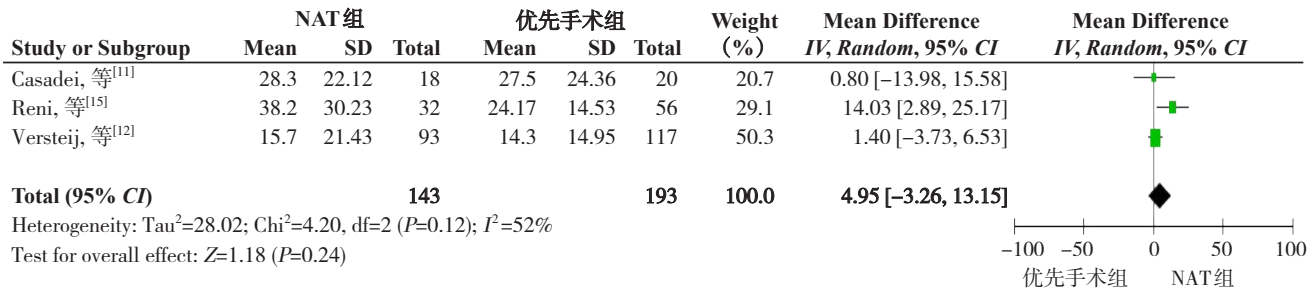 NAT组 优先手术组 Weight Mean Difference Mean Difference
Study or Subgroup Mean SD Total Mean SD Total (%) IV, Random, 95% CI IV, Random, 95% CI
Casadei, 等[11] 28.3 22.12 18 27.5 24.36 20 20.7 0.80 [−13.98, 15.58]
Reni, 等[15] 38.2 30.23 32 24.17 14.53 56 29.1 14.03 [2.89, 25.17]
Versteij, 等[12] 15.7 21.43 93 14.3 14.95 117 50.3 1.40 [−3.73, 6.53]
Total (95% CI) 143 193 100.0 4.95 [−3.26, 13.15]
Heterogeneity: Tau²=28.02; Chi²=4.20, df=2 (P=0.12); I²=52%
Test for overall effect: Z=1.18 (P=0.24)
−100 −50 0 50 100
优先手术组 NAT组